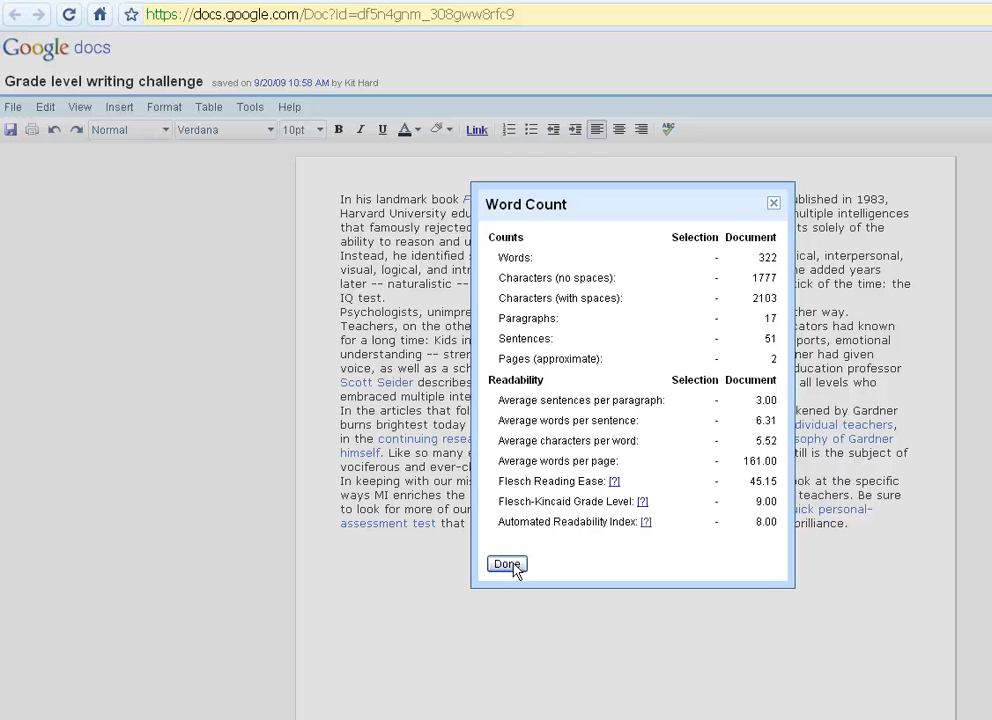 https://docs.google.com/Doc?id=df5n4gnm_308gww8rfc9
Google docs
Grade level writing challenge saved on 9/20/09 10:58 AM by Kit Hard
File Edit View Insert Format Table Tools Help
Normal Verdana 10pt B I U A Link ABC
In his landmark book F ublished in 1983,
Harvard University edu multiple intelligences
that famously rejected ts solely of the
ability to reason and u
Instead, he identified s ical, interpersonal,
visual, logical, and intr he added years
later -- naturalistic -- ick of the time: the
IQ test.
Psychologists, unimpre her way.
Teachers, on the othe cators had known
for a long time: Kids in ports, emotional
understanding -- stren ner had given
voice, as well as a sch ducation professor
Scott Seider describes all levels who
embraced multiple inte
In the articles that fol kened by Gardner
burns brightest today dividual teachers,
in the continuing resea sophy of Gardner
himself. Like so many e till is the subject of
vociferous and ever-cl
In keeping with our mis ook at the specific
ways MI enriches the teachers. Be sure
to look for more of our uick personal-
assessment test that brilliance.
Word Count
Counts Selection Document
Words: - 322
Characters (no spaces): - 1777
Characters (with spaces): - 2103
Paragraphs: - 17
Sentences: - 51
Pages (approximate): - 2
Readability Selection Document
Average sentences per paragraph: - 3.00
Average words per sentence: - 6.31
Average characters per word: - 5.52
Average words per page: - 161.00
Flesch Reading Ease: [?] - 45.15
Flesch-Kincaid Grade Level: [?] - 9.00
Automated Readability Index: [?] - 8.00
Done